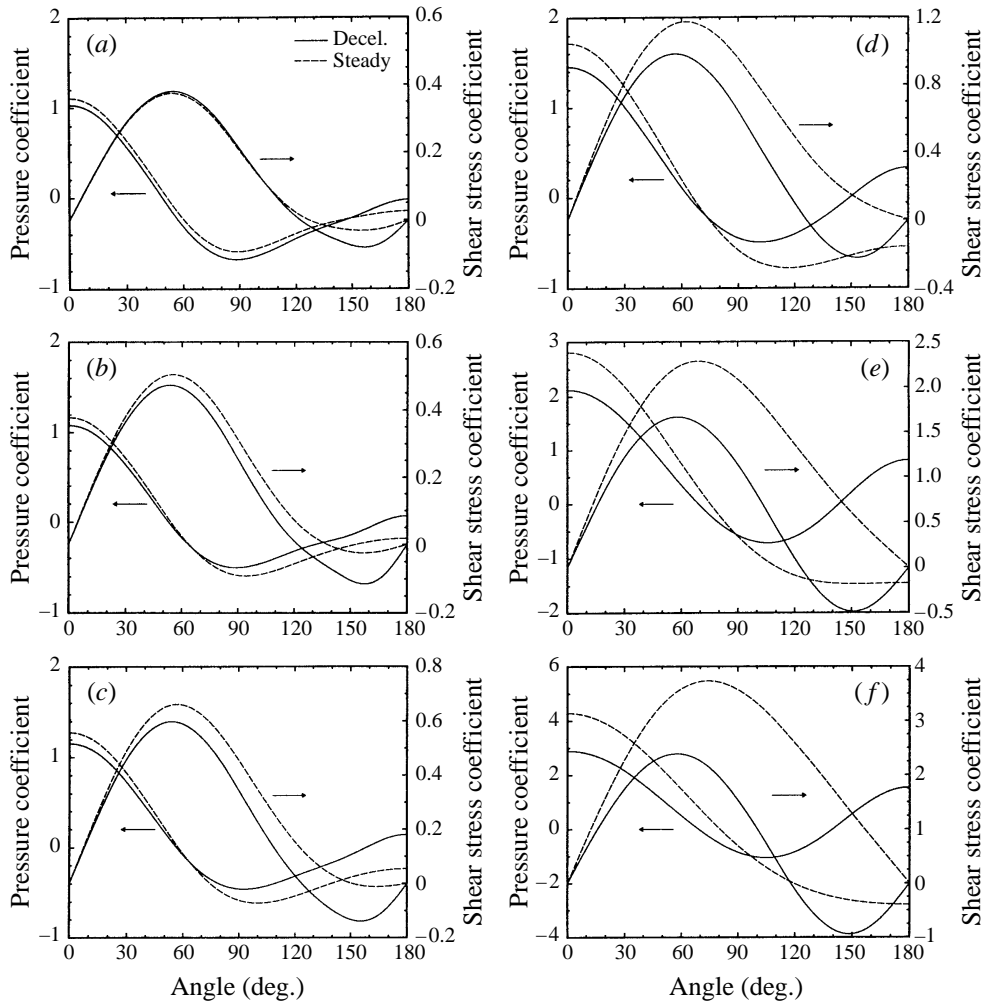 (a)
Decel.
Steady
Pressure coefficient
2
1
0
−1
Shear stress coefficient
0.6
0.4
0.2
0
−0.2
0 30 60 90 120 150 180
(d)
Pressure coefficient
2
1
0
−1
Shear stress coefficient
1.2
0.8
0.4
0
−0.4
0 30 60 90 120 150 180
(b)
Pressure coefficient
2
1
0
−1
Shear stress coefficient
0.6
0.4
0.2
0
−0.2
0 30 60 90 120 150 180
(e)
Pressure coefficient
3
2
1
0
−1
−2
Shear stress coefficient
2.5
2.0
1.5
1.0
0.5
0
−0.5
0 30 60 90 120 150 180
(c)
Pressure coefficient
2
1
0
−1
Shear stress coefficient
0.8
0.6
0.4
0.2
0
−0.2
0 30 60 90 120 150 180
Angle (deg.)
(f)
Pressure coefficient
6
4
2
0
−2
−4
Shear stress coefficient
4
3
2
1
0
−1
0 30 60 90 120 150 180
Angle (deg.)